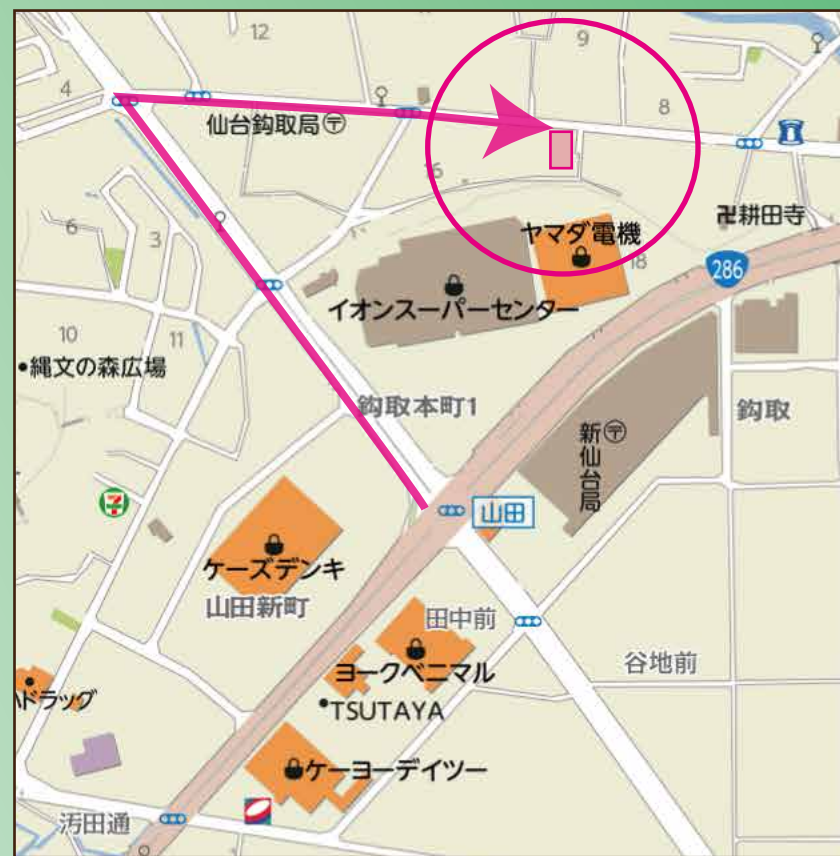 12
9
4
8
仙台鈎取局〒
16
卍耕田寺
6
3
ヤマダ電機
18
286
イオンスーパーセンター
10
11
•縄文の森広場
鈎取本町1
鈎取
新仙台局〒
山田
7
ケーズデンキ
山田新町
田中前
谷地前
ヨークベニマル
ドラッグ
•TSUTAYA
ケーヨーデイツー
汚田通